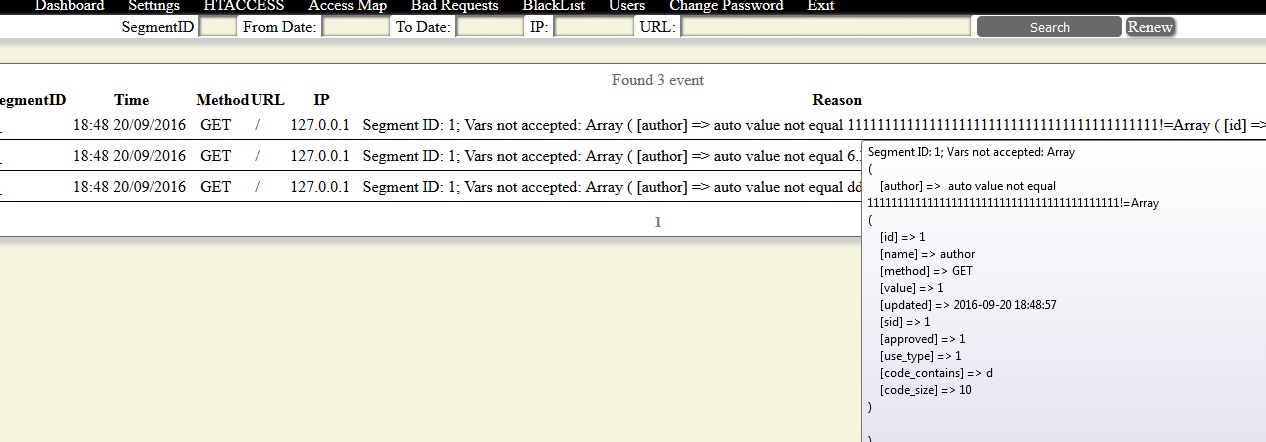 Dashboard Settings HTACCESS Access Map Bad Requests BlackList Users Change Password Exit
SegmentID From Date: To Date: IP: URL: Search Renew
Found 3 event
egmentID Time Method URL IP Reason
18:48 20/09/2016 GET / 127.0.0.1 Segment ID: 1; Vars not accepted: Array ( [author] => auto value not equal 1111111111111111111111111111111111111111!=Array ( [id] =>
18:48 20/09/2016 GET / 127.0.0.1 Segment ID: 1; Vars not accepted: Array ( [author] => auto value not equal 6.
18:48 20/09/2016 GET / 127.0.0.1 Segment ID: 1; Vars not accepted: Array ( [author] => auto value not equal dd
1
Segment ID: 1; Vars not accepted: Array
(
[author] => auto value not equal
1111111111111111111111111111111111111111!=Array
(
[id] => 1
[name] => author
[method] => GET
[value] => 1
[updated] => 2016-09-20 18:48:57
[sid] => 1
[approved] => 1
[use_type] => 1
[code_contains] => d
[code_size] => 10
)
)